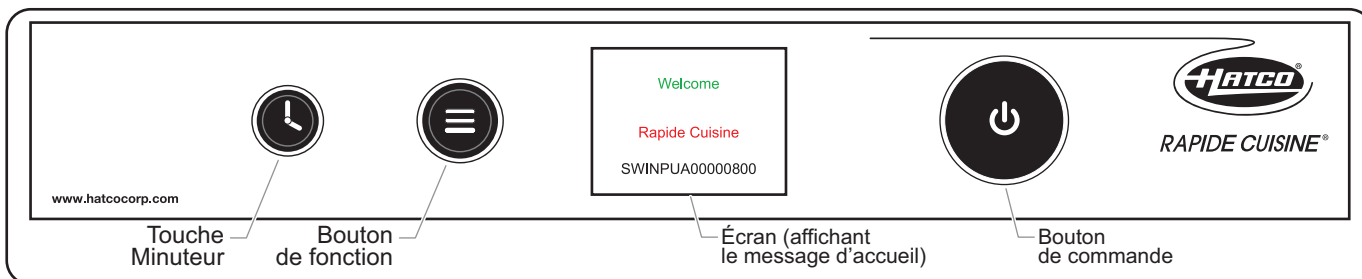 Welcome
Rapide Cuisine
SWINPUA00000800
HATCO®
RAPIDE CUISINE®
www.hatcocorp.com
Touche
Minuteur
Bouton
de fonction
Écran (affichant
le message d'accueil)
Bouton
de commande